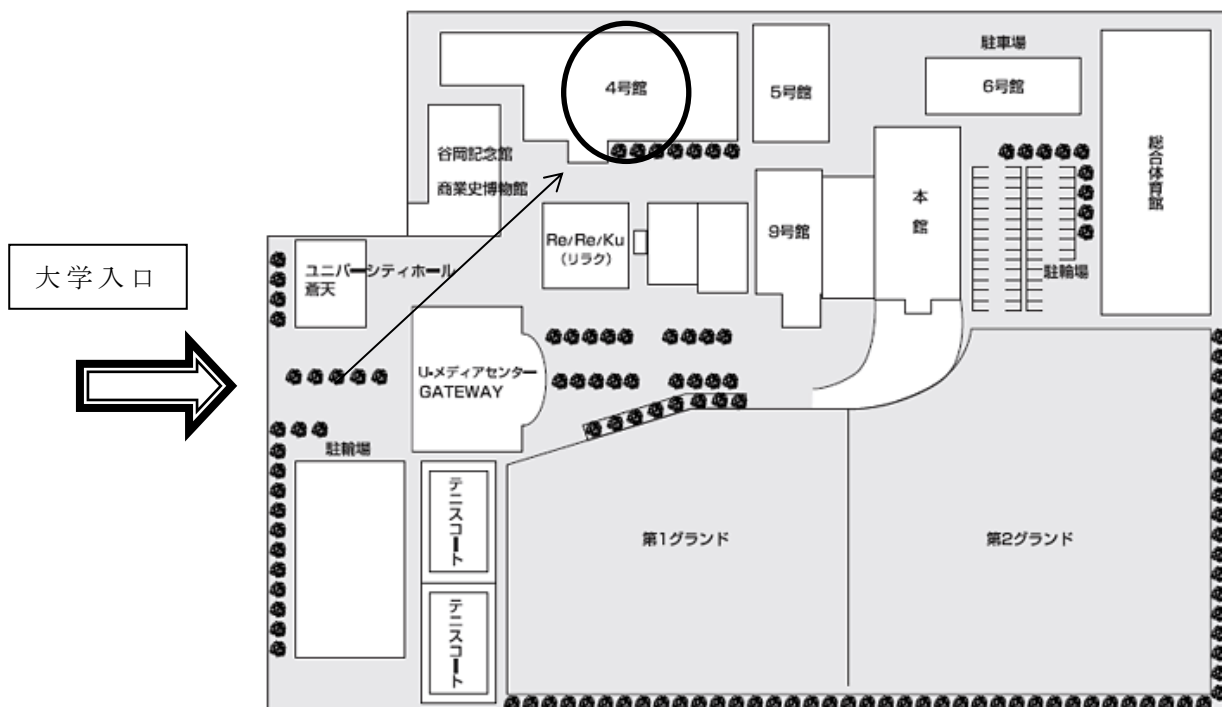 駐車場
4号館
5号館
6号館
谷岡記念館
商業史博物館
総合体育館
本館
9号館
Re/Re/Ku
(リラク)
大学入口
ユニバーシティホール
蒼天
駐輪場
U・メディアセンター
GATEWAY
駐輪場
テニスコート
第1グランド
第2グランド
テニスコート